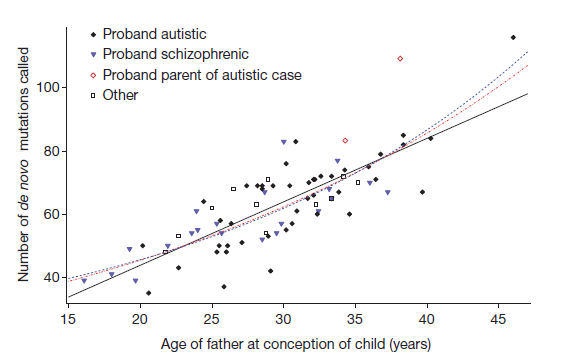 Proband autistic
Proband schizophrenic
Proband parent of autistic case
Other
Number of de novo mutations called
100
80
60
40
15 20 25 30 35 40 45
Age of father at conception of child (years)